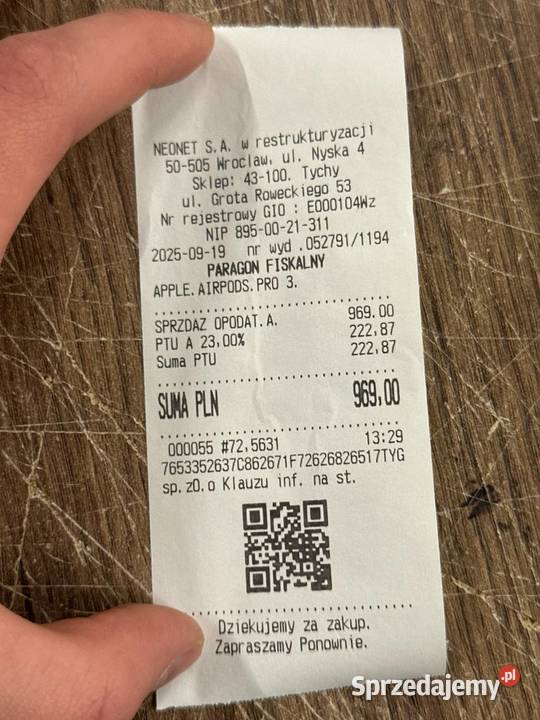 NEONET S.A. w restrukturyzacji
50-505 Wroclaw, ul. Nyska 4
Sklep: 43-100. Tychy
ul. Grota Roweckiego 53
Nr rejestrowy GIO : E000104Wz
NIP 895-00-21-311
2025-09-19 nr wyd .052791/1194
PARAGON FISKALNY
APPLE.AIRPODS.PRO 3.
SPRZDAZ OPODAT.A. 969.00
PTU A 23,00% 222,87
Suma PTU 222,87
SUMA PLN 969,00
000055 #72,5631 13:29
7653352637C862671F72626826517TYG
sp.zO.o Klauzu inf. na st.
Dziekujemy za zakup.
Zapraszamy Ponownie.
Sprzedajemy.pl